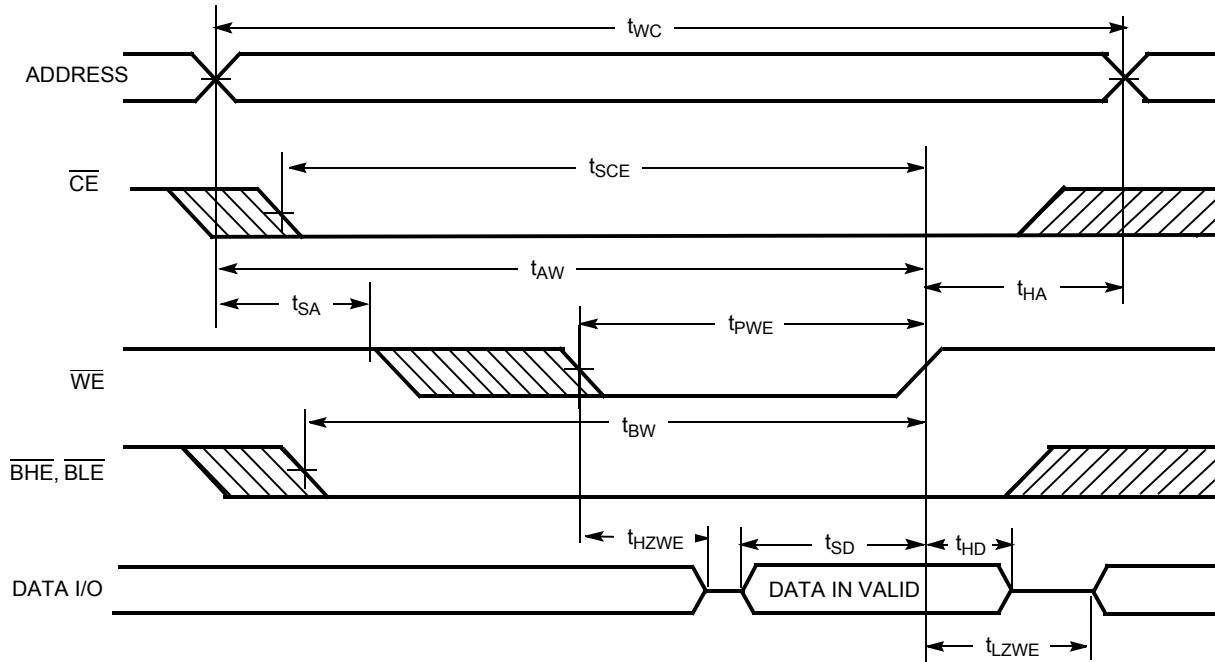 tWC
ADDRESS
tSCE
CE
tAW
tSA
tHA
tPWE
WE
tBW
BHE, BLE
tHZWE
tSD
tHD
DATA I/O
DATA IN VALID
tLZWE